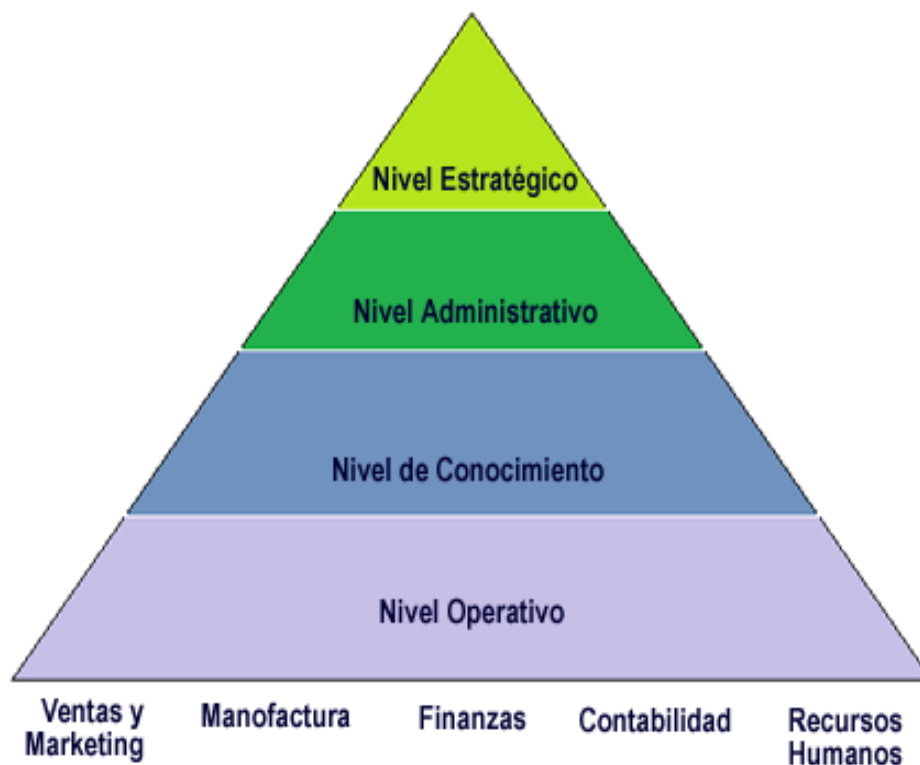 Nivel Estratégico
Nivel Administrativo
Nivel de Conocimiento
Nivel Operativo
Ventas y
Marketing
Manofactura
Finanzas
Contabilidad
Recursos
Humanos